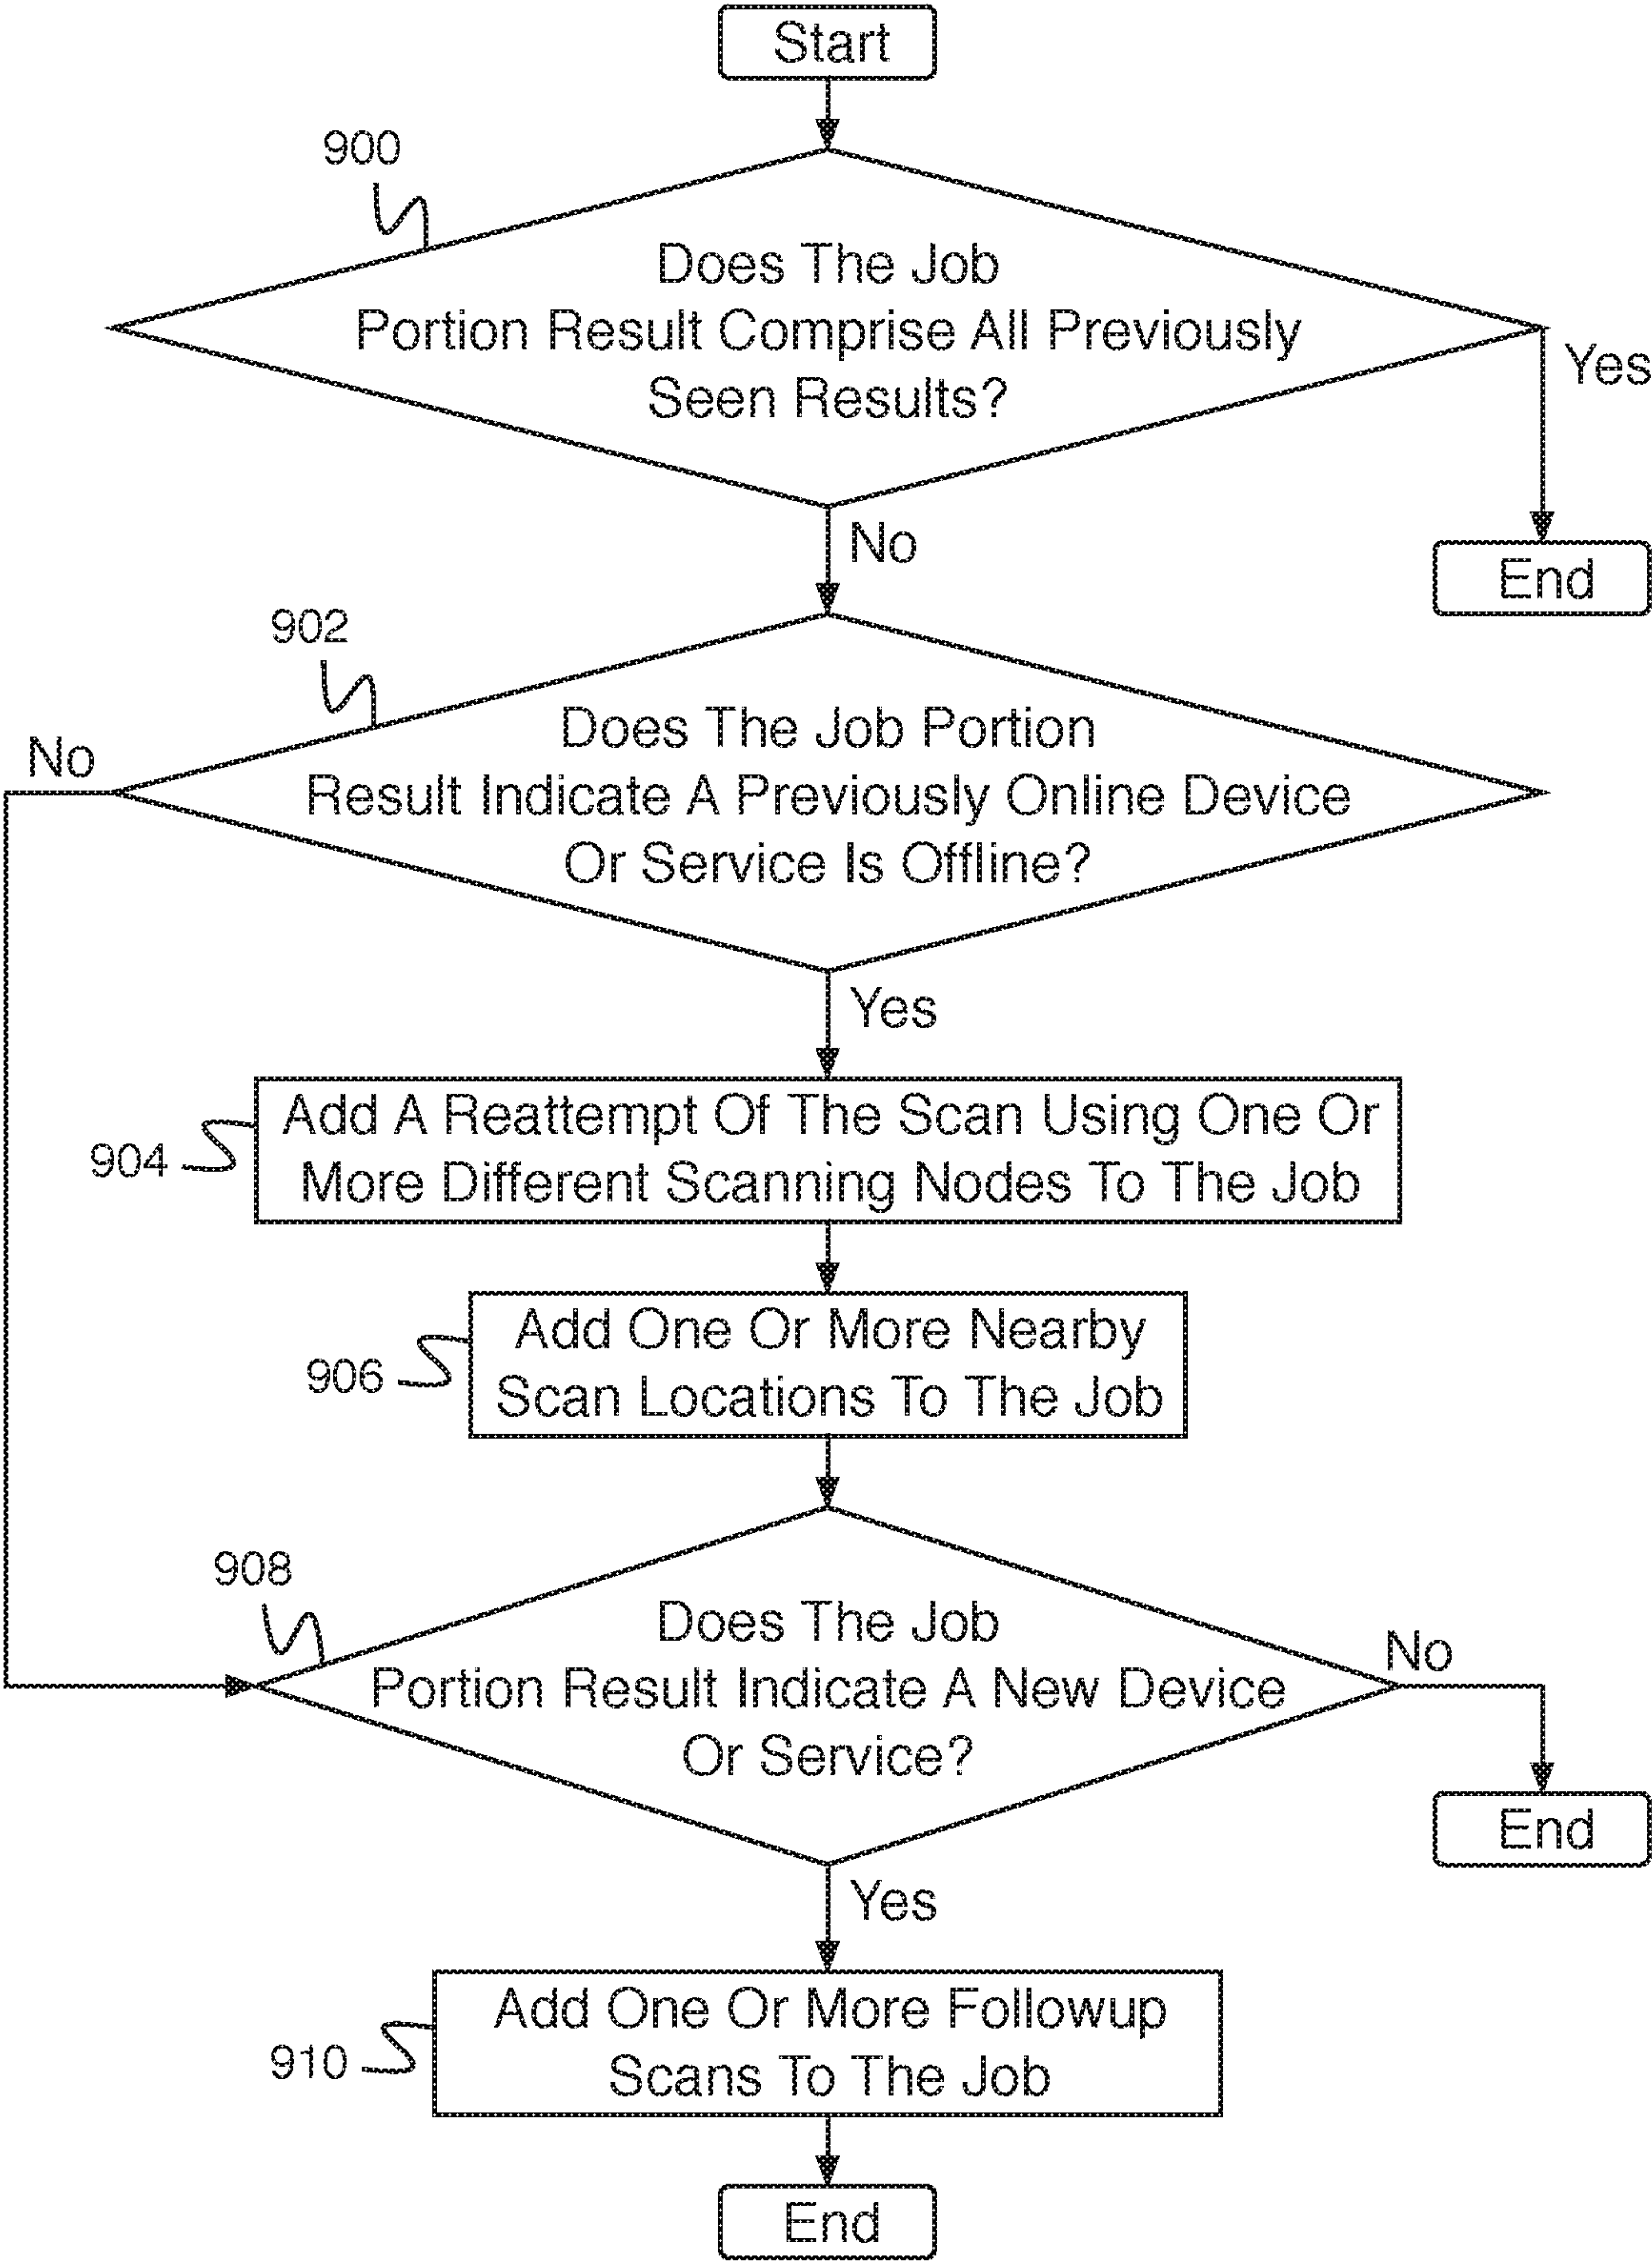 Start
900
Does The Job
Portion Result Comprise All Previously
Seen Results?
Yes
No
End
902
Does The Job Portion
Result Indicate A Previously Online Device
Or Service Is Offline?
No
Yes
904
Add A Reattempt Of The Scan Using One Or
More Different Scanning Nodes To The Job
906
Add One Or More Nearby
Scan Locations To The Job
908
Does The Job
Portion Result Indicate A New Device
Or Service?
No
End
Yes
910
Add One Or More Followup
Scans To The Job
End